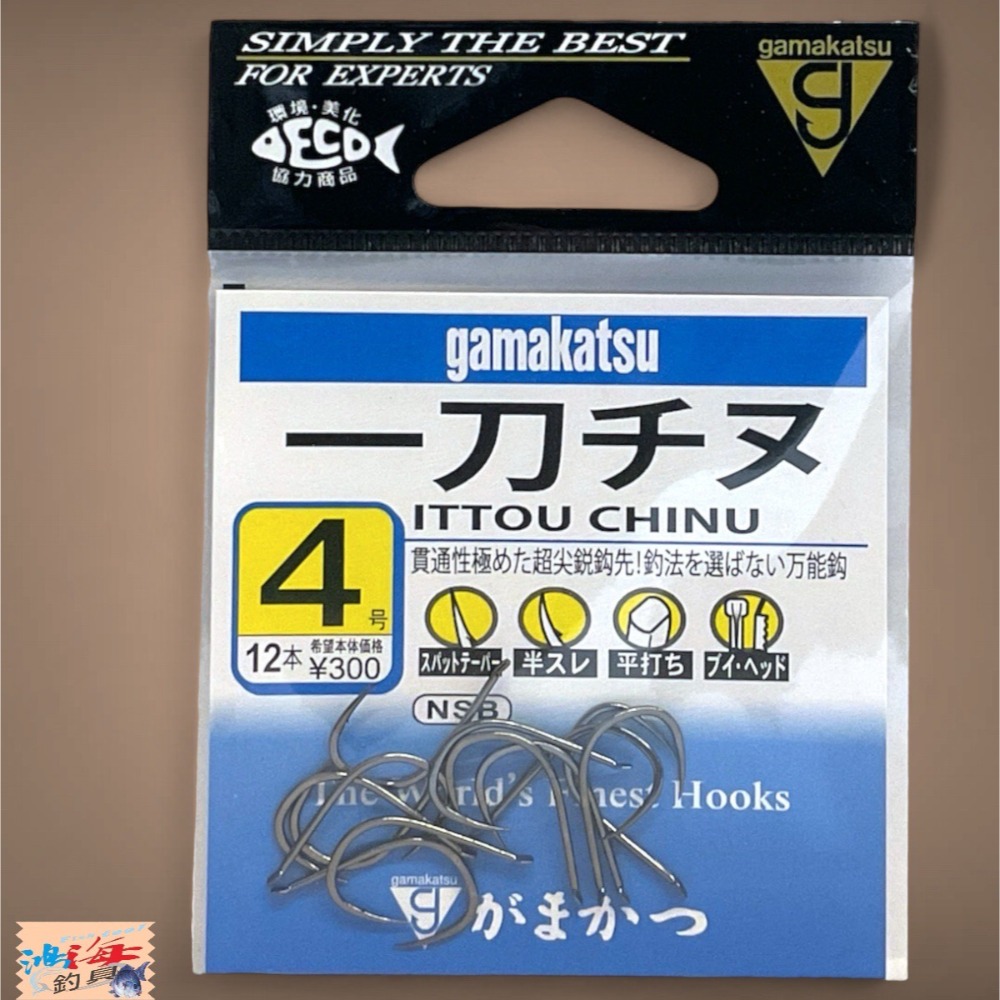 SIMPLY THE BEST
FOR EXPERTS
gamakatsu
環境・美化
ECO
協力商品
gamakatsu
一刀チヌ
ITTOU CHINU
貫通性極めた超尖鋭鈎先!釣法を選ばない万能鈎
4号
12本 希望本体価格 ¥300
スパットテーパー 半スレ 平打ち ブイ・ヘッド
NSB
The World's Finest Hooks
gamakatsu
がまかつ
海
釣具